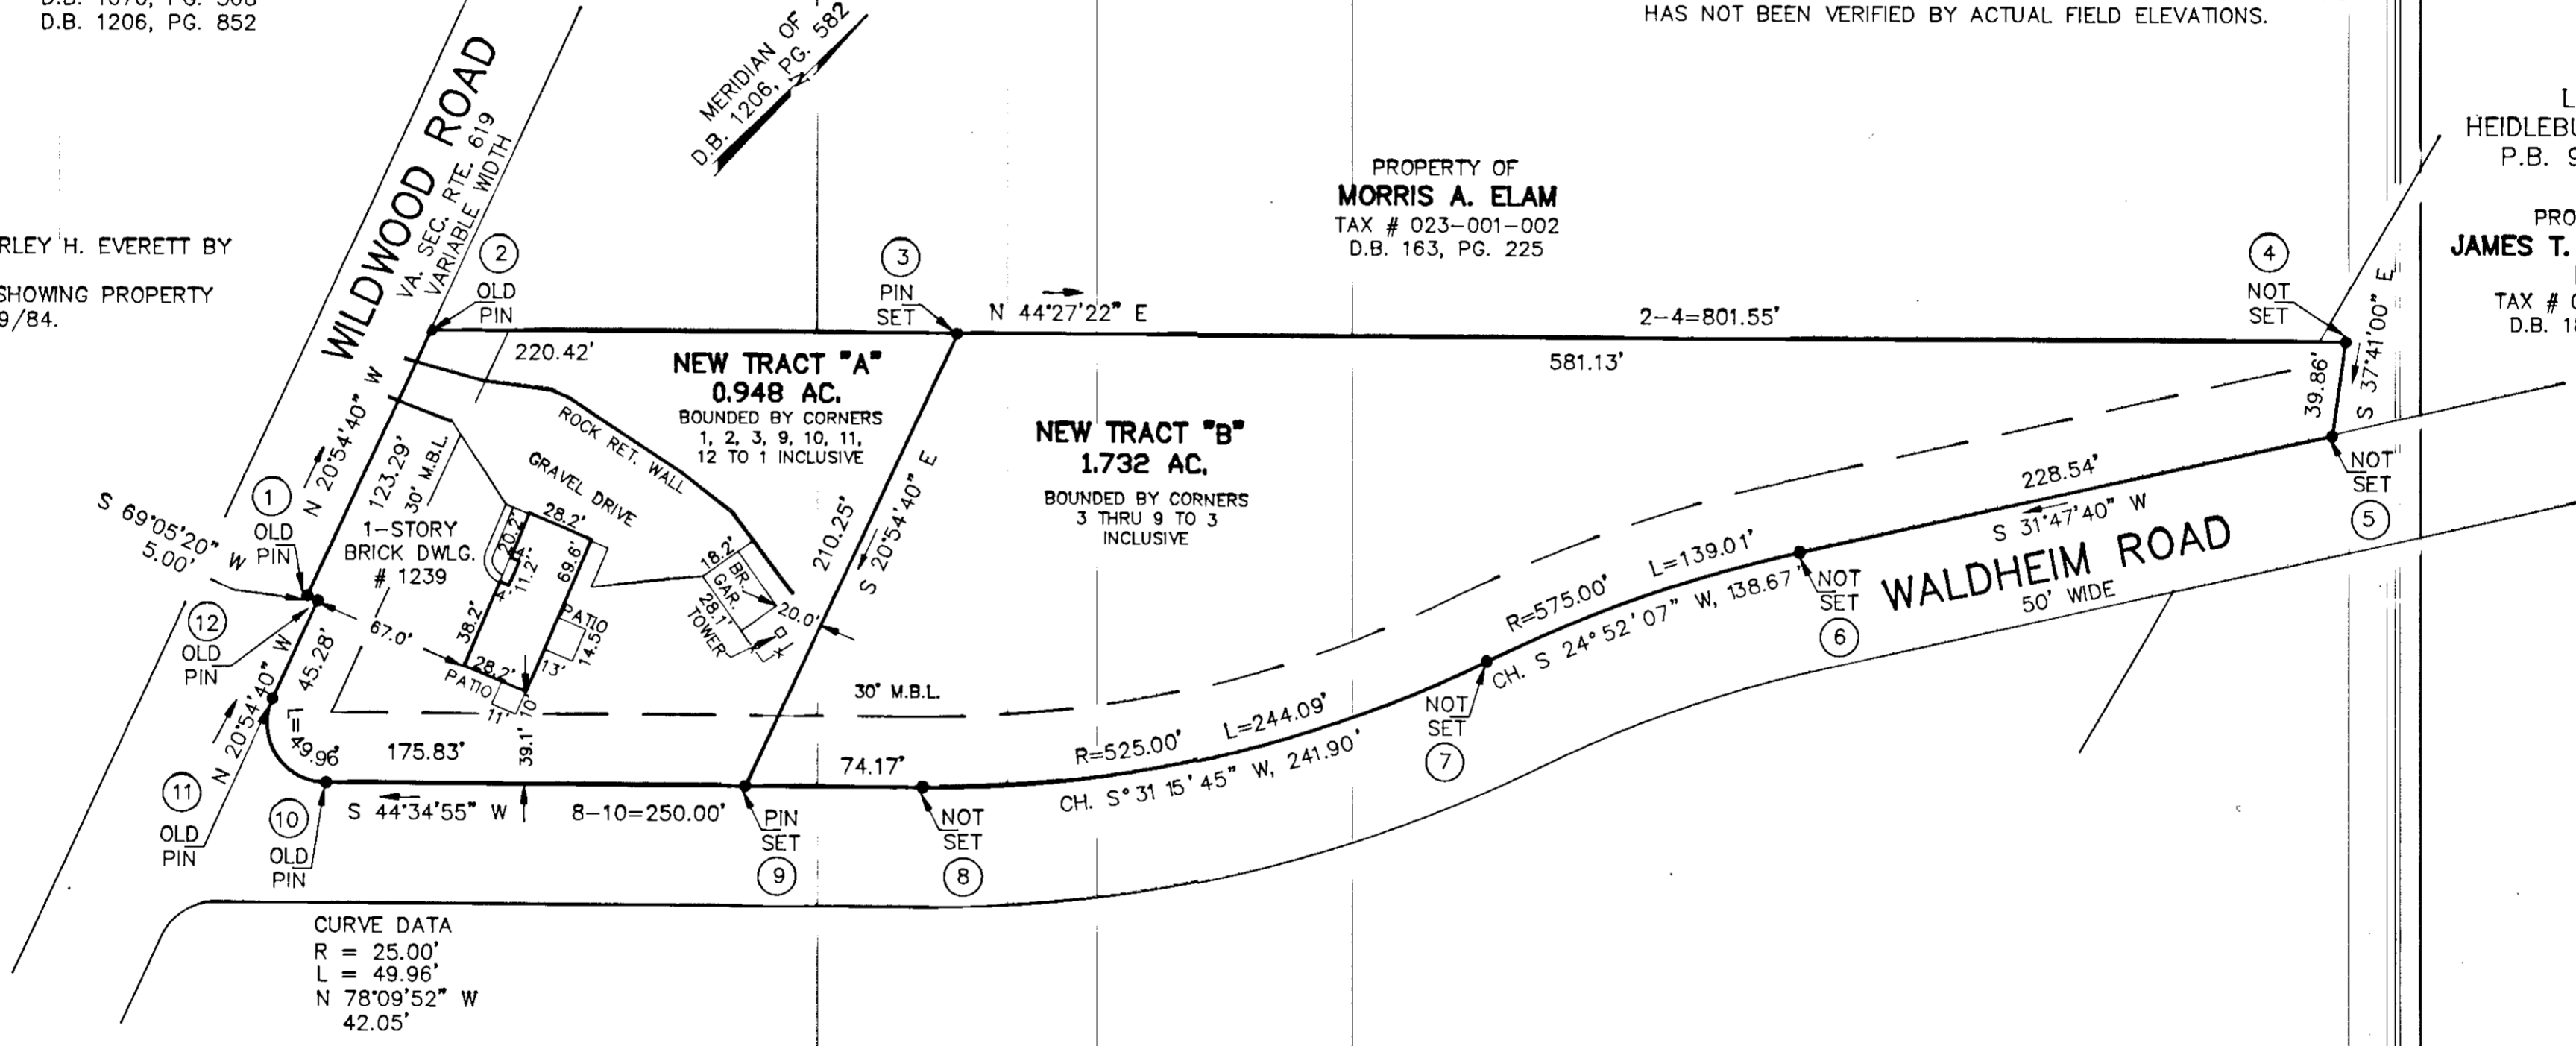 D.B. 1206, PG. 852
HAS NOT BEEN VERIFIED BY ACTUAL FIELD ELEVATIONS.
MERIDIAN OF
D.B. 1206, PG. 582
N
WILDWOOD ROAD
VA. SEC. RTE. 619
VARIABLE WIDTH
RLEY H. EVERETT BY
SHOWING PROPERTY
9/84.
PROPERTY OF
MORRIS A. ELAM
TAX # 023-001-002
D.B. 163, PG. 225
L
HEIDLEBU
P.B. 9
PRO
JAMES T.
TAX # 0
D.B. 18
2
OLD
PIN
3
PIN
SET
N 44°27'22" E
2-4=801.55'
4
NOT
SET
220.42'
581.13'
39.86'
S 37°41'00" E
NEW TRACT "A"
0.948 AC.
BOUNDED BY CORNERS
1, 2, 3, 9, 10, 11,
12 TO 1 INCLUSIVE
NEW TRACT "B"
1.732 AC.
BOUNDED BY CORNERS
3 THRU 9 TO 3
INCLUSIVE
ROCK RET. WALL
GRAVEL DRIVE
N 20°54'40" W
123.29'
30' M.B.L.
1
OLD
PIN
S 69°05'20" W
5.00'
1-STORY
BRICK DWLG.
# 1239
28.2'
20.2'
4'
11.2'
4'
69.6'
38.2'
28.2'
PATIO
14.5'
13'
PATIO
11'
10'
18.2'
BR.
GAR.
28.1'
TOWER
20.0'
210.25'
S 20°54'40" E
12
OLD
PIN
67.0'
45.28'
N 20°54'40" W
11
OLD
PIN
L=49.96'
175.83'
39.1'
30' M.B.L.
74.17'
10
OLD
PIN
S 44°34'55" W
8-10=250.00'
PIN
SET
9
NOT
SET
8
R=525.00'
L=244.09'
CH. S°31 15'45" W, 241.90'
NOT
SET
7
R=575.00'
L=139.01'
CH. S 24°52'07" W, 138.67'
NOT
SET
6
228.54'
S 31°47'40" W
NOT
SET
5
WALDHEIM ROAD
50' WIDE
CURVE DATA
R = 25.00'
L = 49.96'
N 78°09'52" W
42.05'